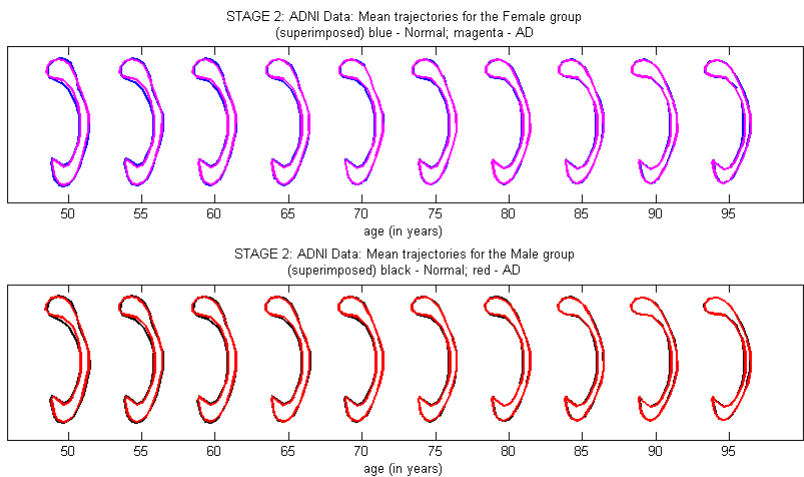 STAGE 2: ADNI Data: Mean trajectories for the Female group
(superimposed) blue - Normal; magenta - AD
50 55 60 65 70 75 80 85 90 95
age (in years)
STAGE 2: ADNI Data: Mean trajectories for the Male group
(superimposed) black - Normal; red - AD
50 55 60 65 70 75 80 85 90 95
age (in years)